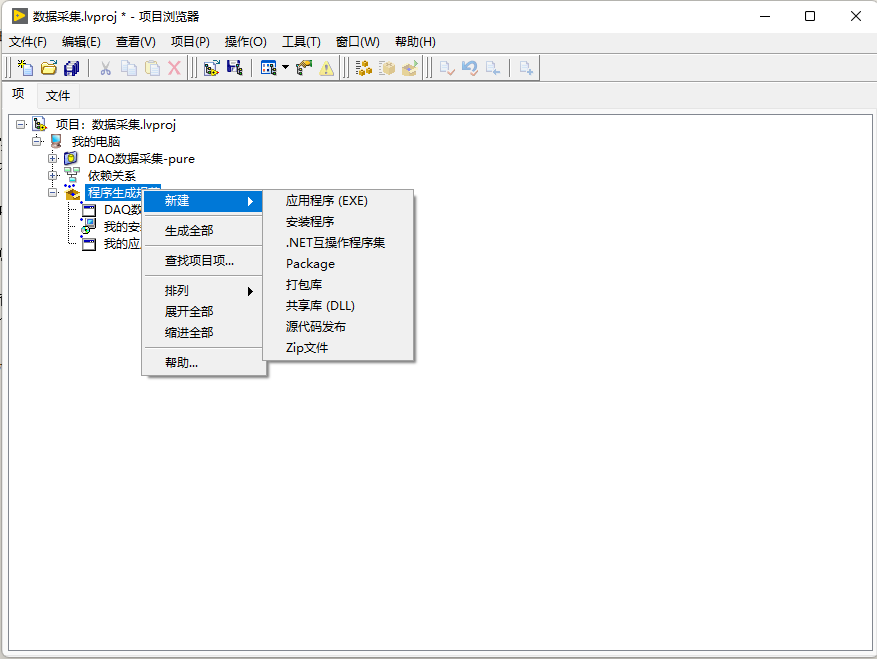 数据采集.lvproj * - 项目浏览器
文件(F) 编辑(E) 查看(V) 项目(P) 操作(O) 工具(T) 窗口(W) 帮助(H)
项 文件
项目：数据采集.lvproj
我的电脑
DAQ数据采集-pure
依赖关系
程序生成规范
DAQ数
我的安
我的应
新建
生成全部
查找项目项...
排列
展开全部
缩进全部
帮助...
应用程序 (EXE)
安装程序
.NET互操作程序集
Package
打包库
共享库 (DLL)
源代码发布
Zip文件